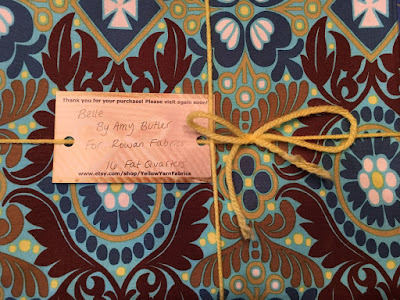 Thank you for your purchase! Please visit again soon!
Belle
By Amy Butler
For Rowan Fabrics
16 Fat Quarters
www.etsy.com/shop/YellowYarnFabrics